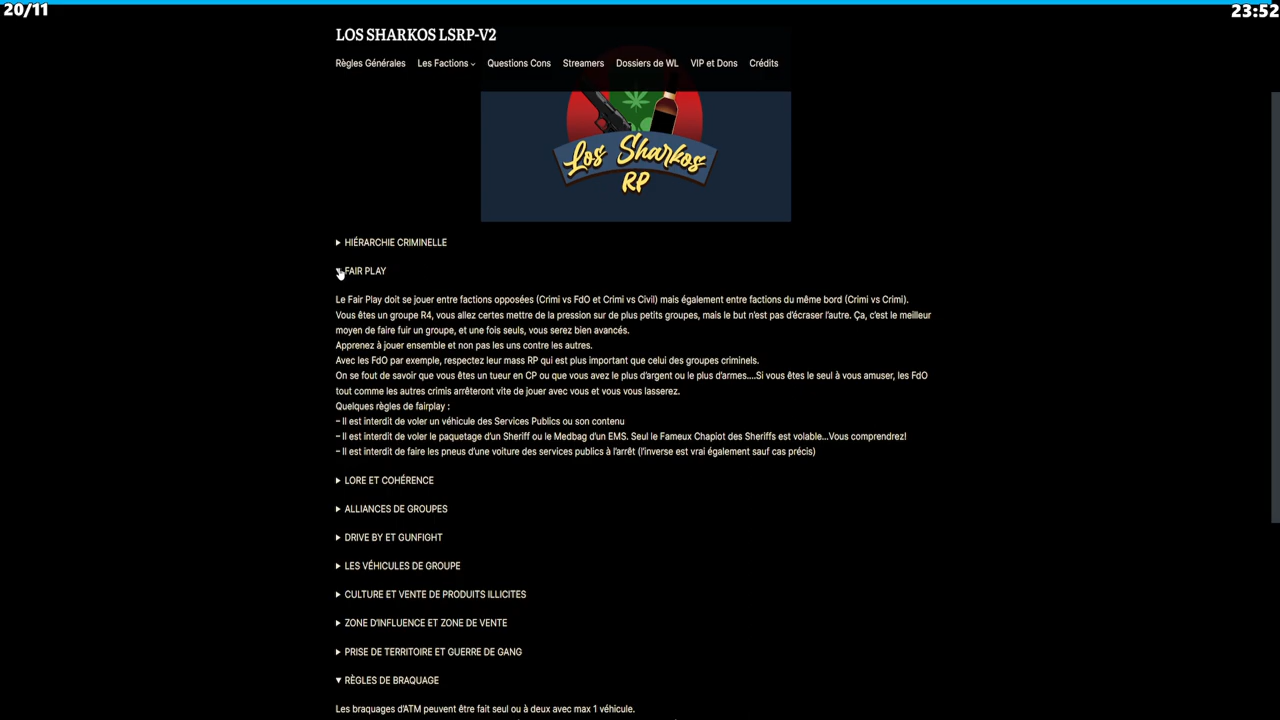 20/11
23:52
LOS SHARKOS LSRP-V2
Règles Générales Les Factions Questions Cons Streamers Dossiers de WL VIP et Dons Crédits
Los Sharkos
RP
HIÉRARCHIE CRIMINELLE
FAIR PLAY
Le Fair Play doit se jouer entre factions opposées (Crimi vs FdO et Crimi vs Civil) mais également entre factions du même bord (Crimi vs Crimi).
Vous êtes un groupe R4, vous allez certes mettre de la pression sur de plus petits groupes, mais le but n'est pas d'écraser l'autre. Ça, c'est le meilleur
moyen de faire fuir un groupe, et une fois seuls, vous serez bien avancés.
Apprenez à jouer ensemble et non pas les uns contre les autres.
Avec les FdO par exemple, respectez leur mass RP qui est plus important que celui des groupes criminels.
On se fout de savoir que vous êtes un tueur en CP ou que vous avez le plus d'argent ou le plus d'armes....Si vous êtes le seul à vous amuser, les FdO
tout comme les autres crimis arrêteront vite de jouer avec vous et vous vous lasserez.
Quelques règles de fairplay :
– Il est interdit de voler un véhicule des Services Publics ou son contenu
– Il est interdit de voler le paquetage d'un Sheriff ou le Medbag d'un EMS. Seul le Fameux Chapiot des Sheriffs est volable...Vous comprendrez!
– Il est interdit de faire les pneus d'une voiture des services publics à l'arrêt (l'inverse est vrai également sauf cas précis)
LORE ET COHÉRENCE
ALLIANCES DE GROUPES
DRIVE BY ET GUNFIGHT
LES VÉHICULES DE GROUPE
CULTURE ET VENTE DE PRODUITS ILLICITES
ZONE D'INFLUENCE ET ZONE DE VENTE
PRISE DE TERRITOIRE ET GUERRE DE GANG
RÈGLES DE BRAQUAGE
Les braquages d'ATM peuvent être fait seul ou à deux avec max 1 véhicule.